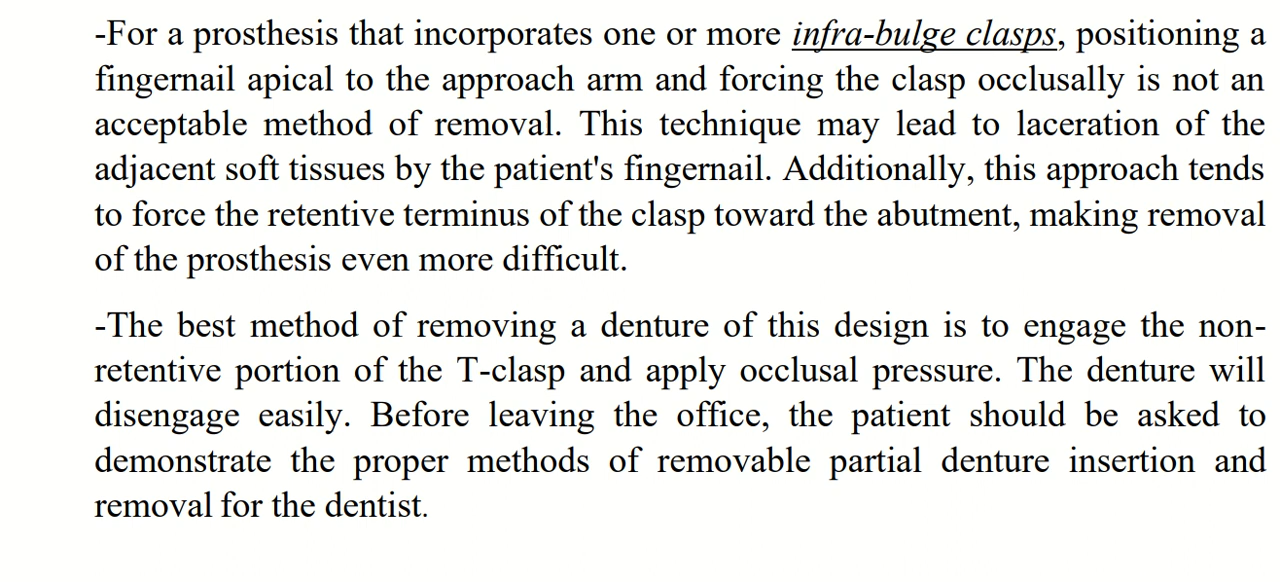 -For a prosthesis that incorporates one or more infra-bulge clasps, positioning a
fingernail apical to the approach arm and forcing the clasp occlusally is not an
acceptable method of removal. This technique may lead to laceration of the
adjacent soft tissues by the patient's fingernail. Additionally, this approach tends
to force the retentive terminus of the clasp toward the abutment, making removal
of the prosthesis even more difficult.
-The best method of removing a denture of this design is to engage the non-
retentive portion of the T-clasp and apply occlusal pressure. The denture will
disengage easily. Before leaving the office, the patient should be asked to
demonstrate the proper methods of removable partial denture insertion and
removal for the dentist.